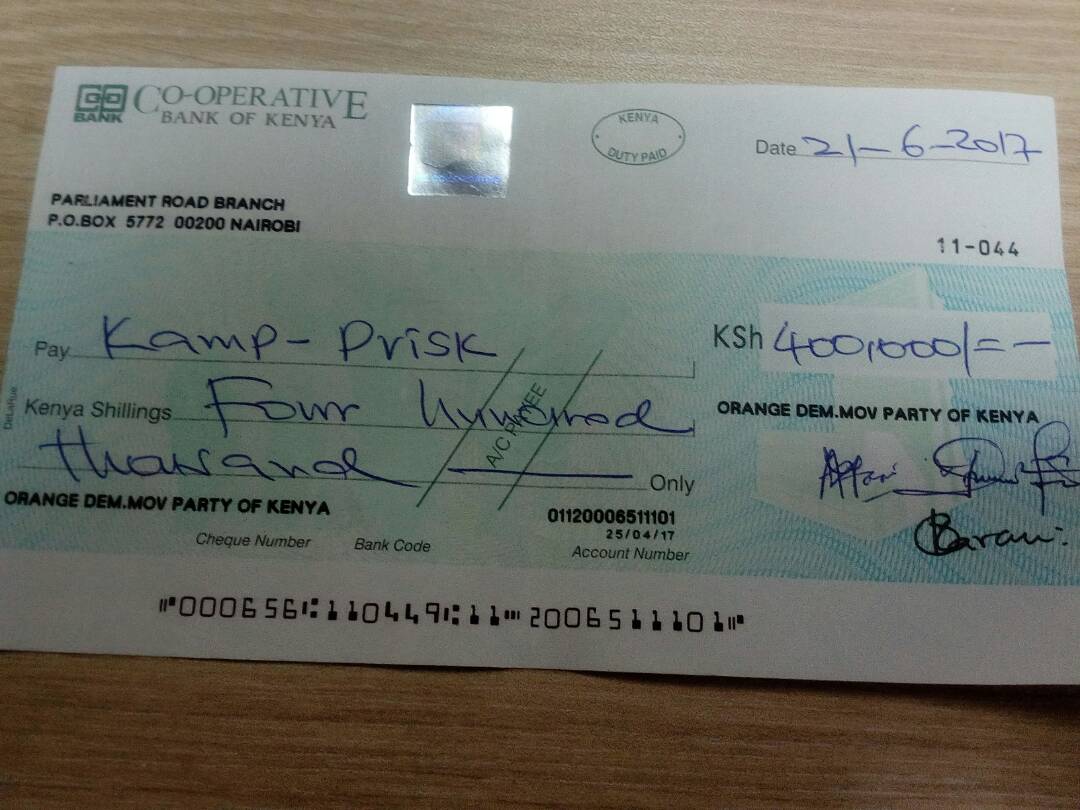 CO-OPERATIVE
BANK BANK OF KENYA
KENYA
DUTY PAID
Date 21-6-2017
PARLIAMENT ROAD BRANCH
P.O.BOX 5772 00200 NAIROBI
11-044
Pay Kamp-Prisk
KSh 400,000/=-
Kenya Shillings Four Hundred
thousand Only
A/C PAYEE
DeLaRue
ORANGE DEM.MOV PARTY OF KENYA
ORANGE DEM.MOV PARTY OF KENYA
01120006511101
25/04/17
Cheque Number Bank Code Account Number
⑈000656⑆110449⑆11⑉2006511101⑈